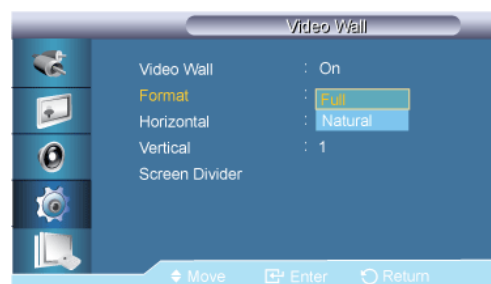 Video Wall
Video Wall : On
Format : Full
Horizontal : Natural
Vertical : 1
Screen Divider
Move Enter Return